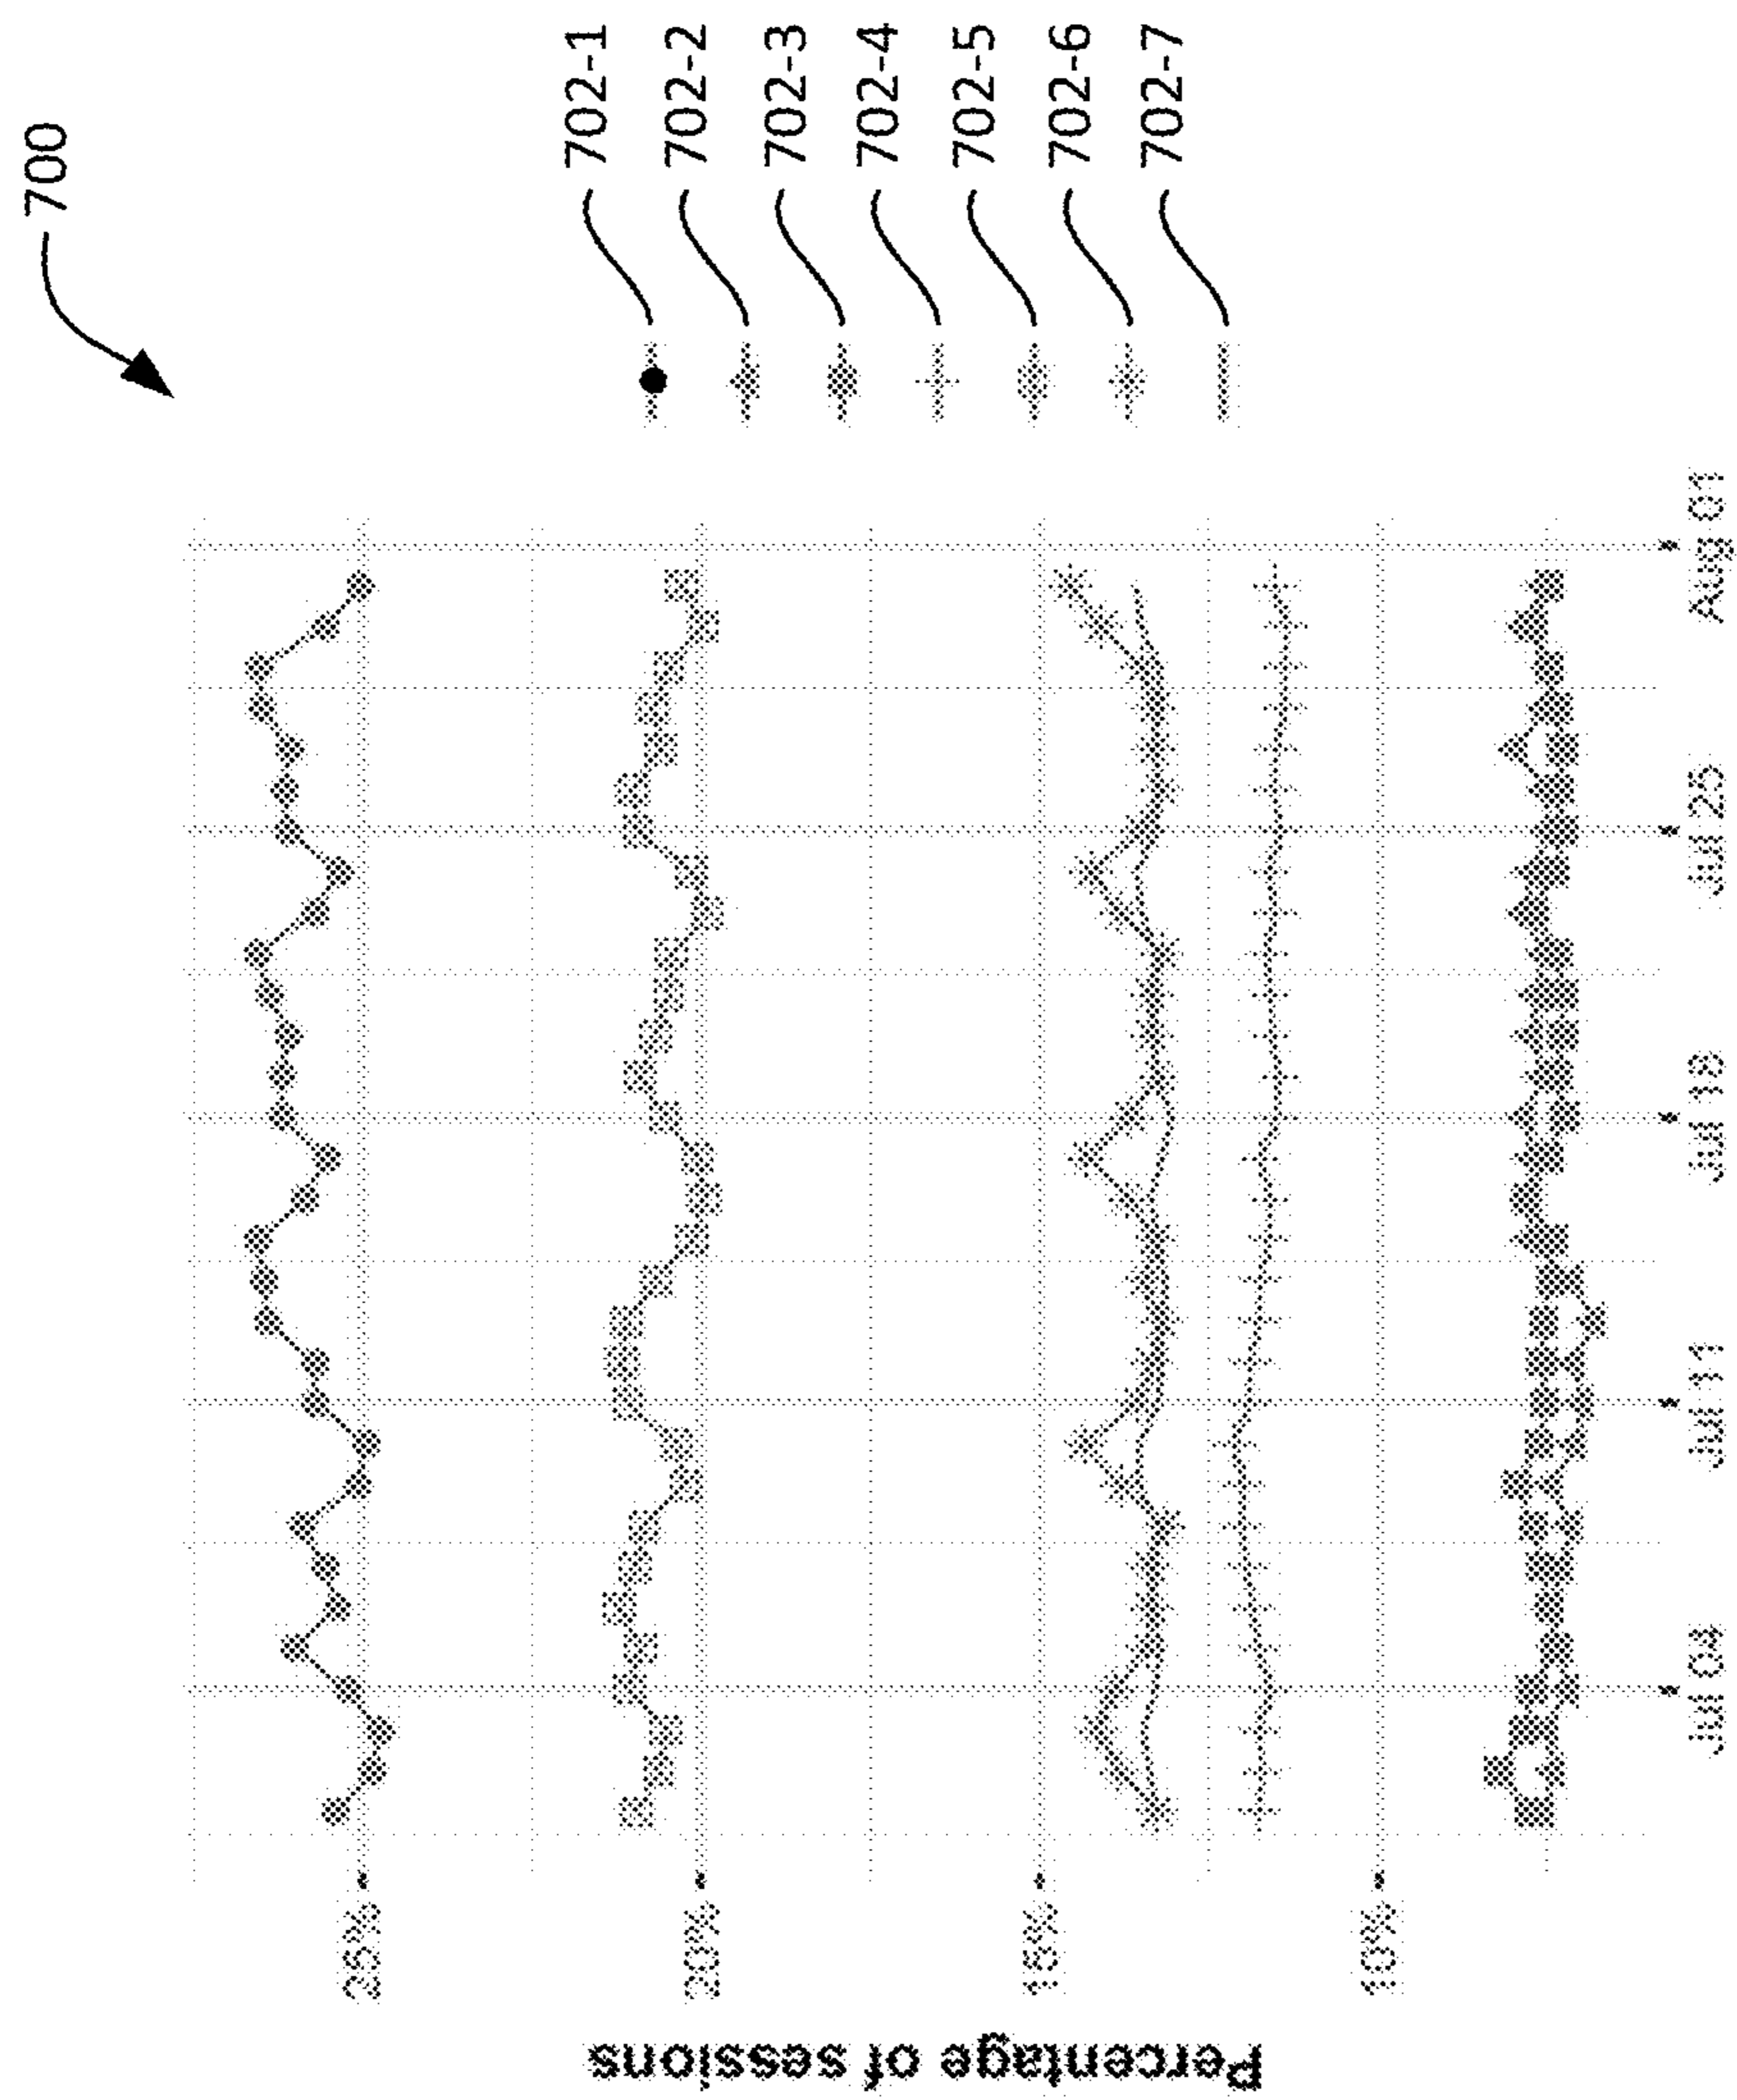 700
702-1
702-2
702-3
702-4
702-5
702-6
702-7
Percentage of sessions
25%
20%
15%
10%
Jul 04
Jul 11
Jul 18
Jul 25
Aug 01